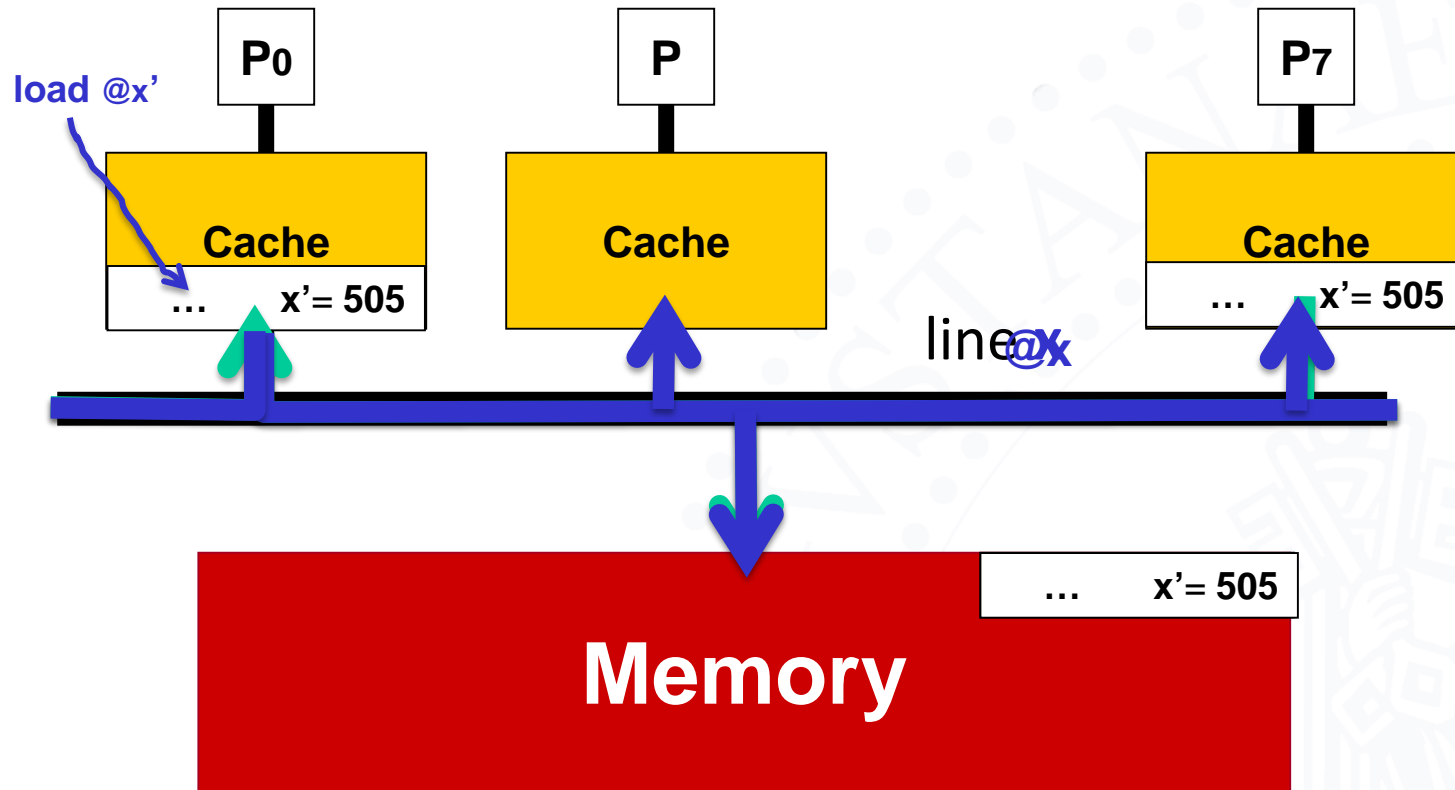 P0
P
P7
load @x’
Cache
Cache
Cache
… x’= 505
… x’= 505
line
@x
x
… x’= 505
Memory